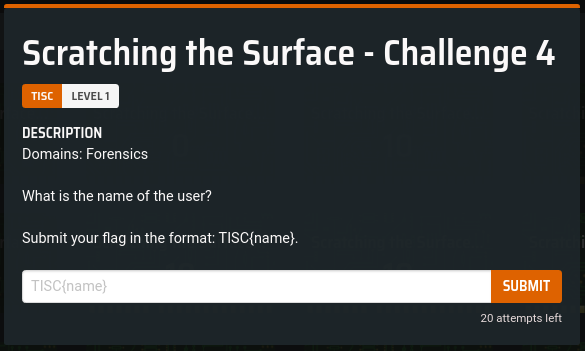 Scratching the Surface - Challenge 4
TISC LEVEL 1
DESCRIPTION
Domains: Forensics
What is the name of the user?
Submit your flag in the format: TISC{name}.
TISC{name} SUBMIT
20 attempts left